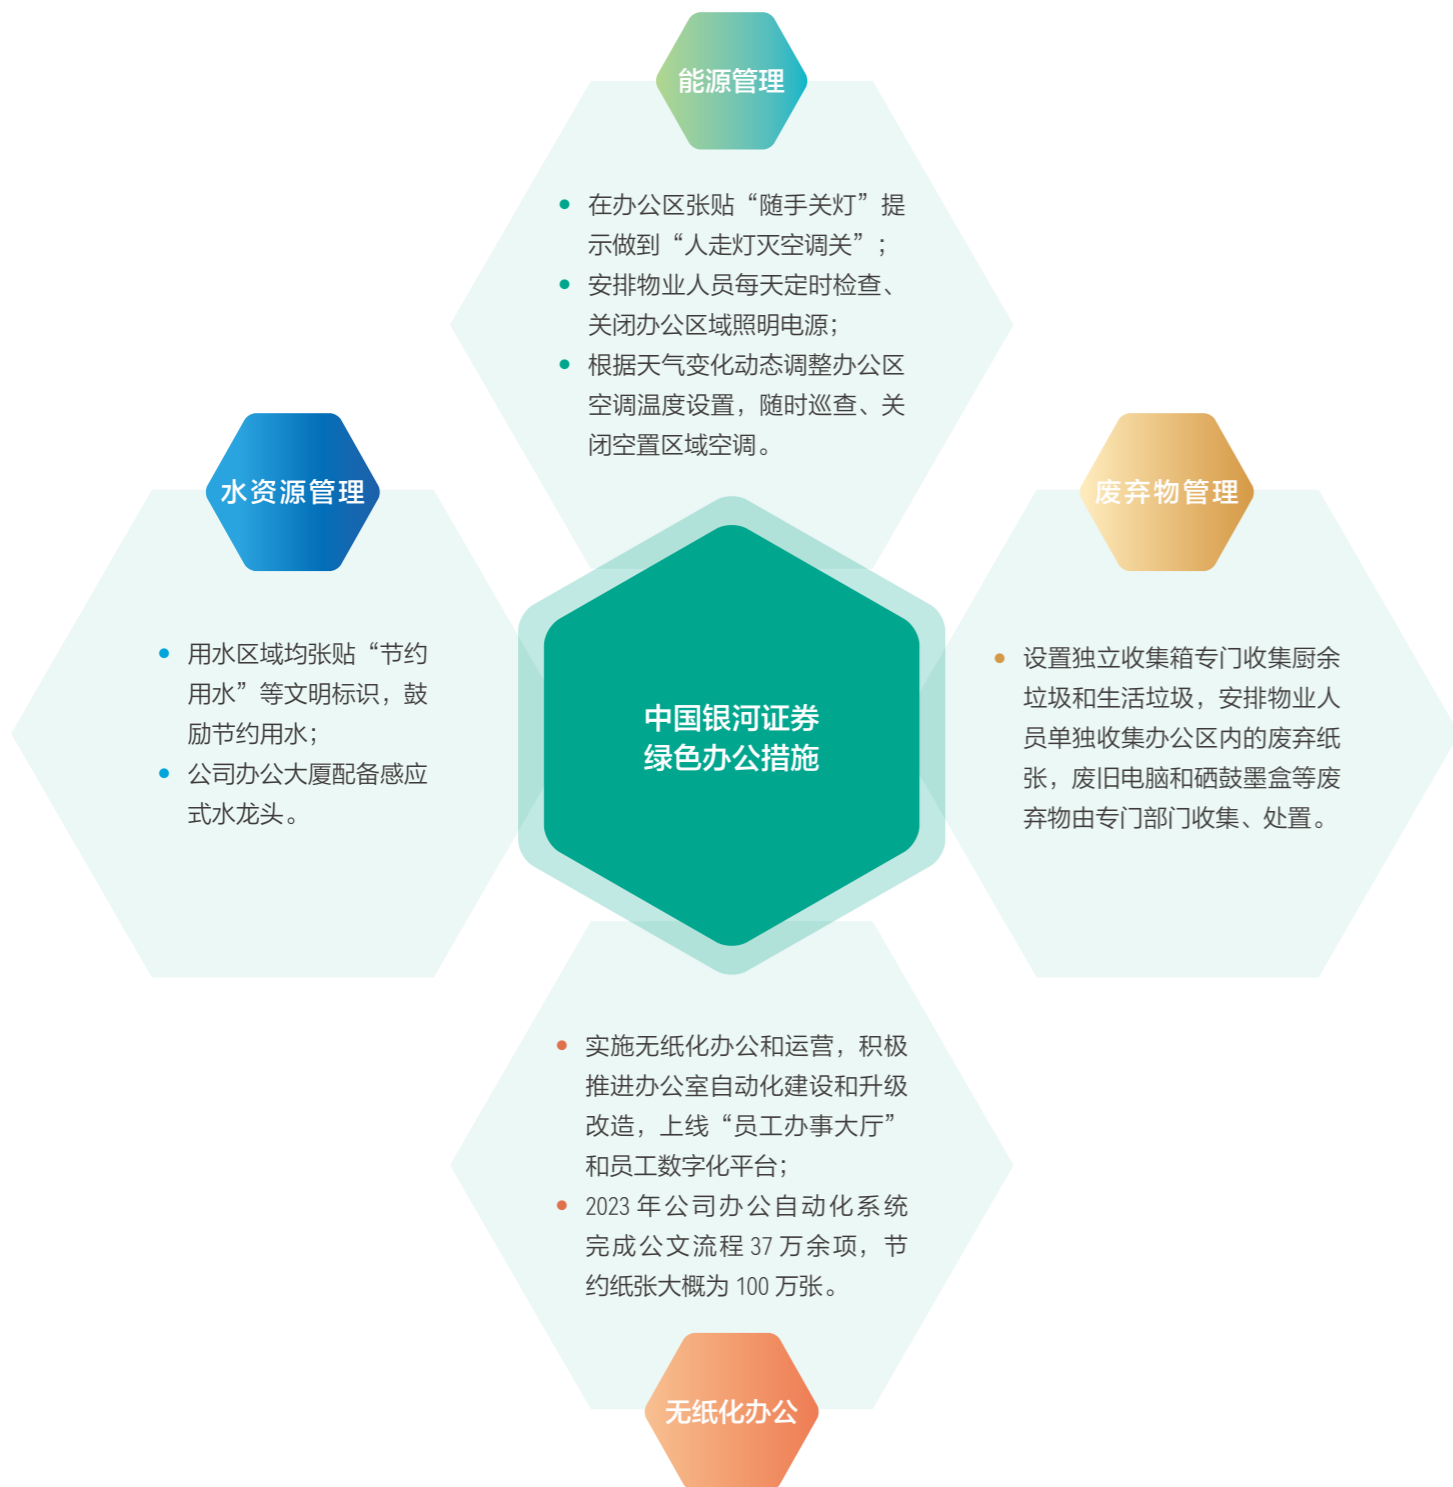 能源管理
在办公区张贴“随手关灯”提
示做到“人走灯灭空调关”；
安排物业人员每天定时检查、
关闭办公区域照明电源；
根据天气变化动态调整办公区
空调温度设置，随时巡查、关
闭空置区域空调。
水资源管理
用水区域均张贴“节约
用水”等文明标识，鼓
励节约用水；
公司办公大厦配备感应
式水龙头。
中国银河证券
绿色办公措施
废弃物管理
设置独立收集箱专门收集厨余
垃圾和生活垃圾，安排物业人
员单独收集办公区内的废弃纸
张，废旧电脑和硒鼓墨盒等废
弃物由专门部门收集、处置。
实施无纸化办公和运营，积极
推进办公室自动化建设和升级
改造，上线“员工办事大厅”
和员工数字化平台；
2023 年公司办公自动化系统
完成公文流程 37 万余项，节
约纸张大概为 100 万张。
无纸化办公